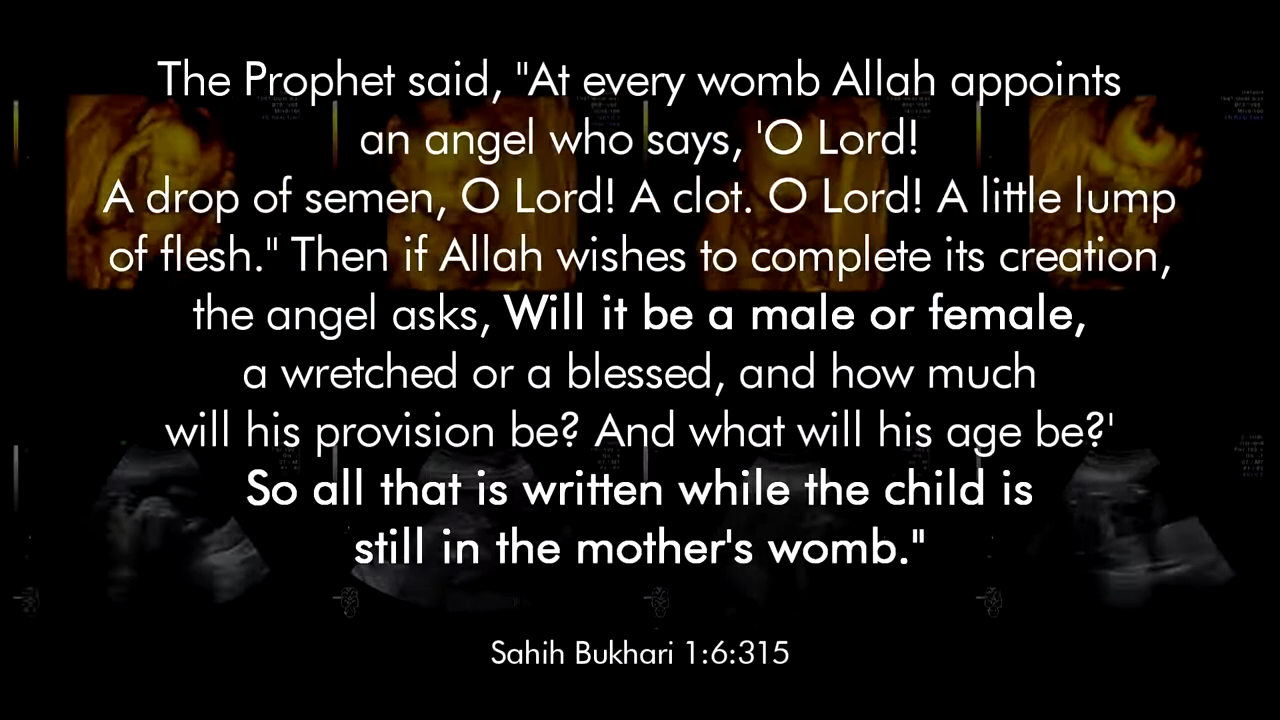 The Prophet said, "At every womb Allah appoints
an angel who says, 'O Lord!
A drop of semen, O Lord! A clot. O Lord! A little lump
of flesh." Then if Allah wishes to complete its creation,
the angel asks, Will it be a male or female,
a wretched or a blessed, and how much
will his provision be? And what will his age be?'
So all that is written while the child is
still in the mother's womb."
Sahih Bukhari 1:6:315